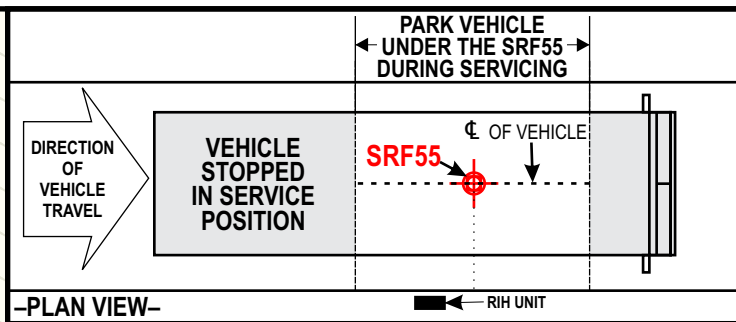 PARK VEHICLE
UNDER THE SRF55
DURING SERVICING
DIRECTION
OF
VEHICLE
TRAVEL
VEHICLE
STOPPED
IN SERVICE
POSITION
℄ OF VEHICLE
SRF55
–PLAN VIEW–
RIH UNIT